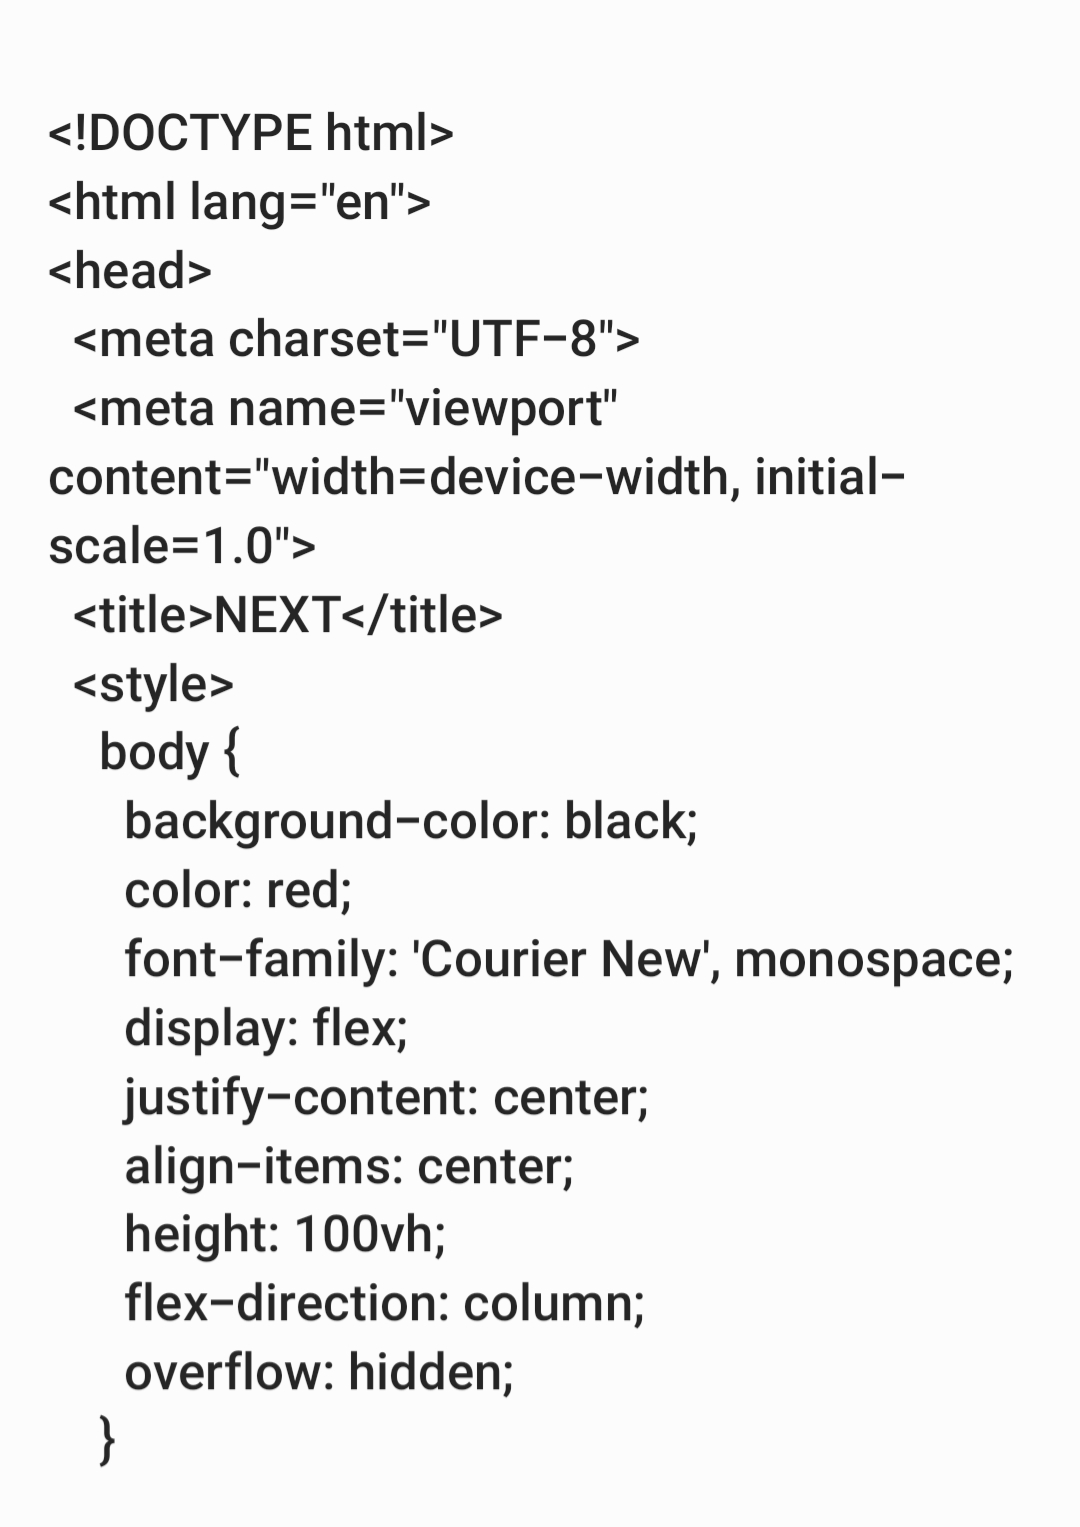 <!DOCTYPE html>
<html lang="en">
<head>
  <meta charset="UTF-8">
  <meta name="viewport"
content="width=device-width, initial-
scale=1.0">
  <title>NEXT</title>
  <style>
    body {
      background-color: black;
      color: red;
      font-family: 'Courier New', monospace;
      display: flex;
      justify-content: center;
      align-items: center;
      height: 100vh;
      flex-direction: column;
      overflow: hidden;
    }